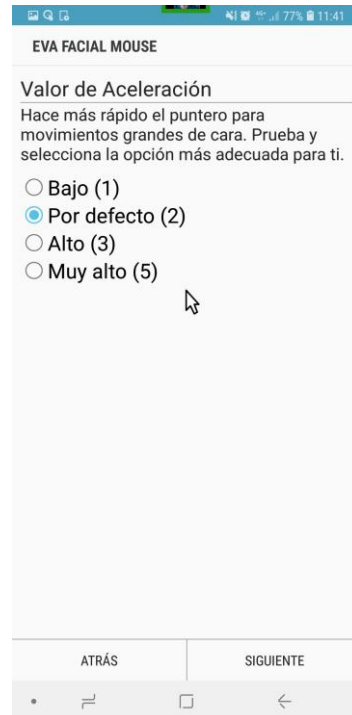 77% 11:41
EVA FACIAL MOUSE
Valor de Aceleración
Hace más rápido el puntero para
movimientos grandes de cara. Prueba y
selecciona la opción más adecuada para ti.
Bajo (1)
Por defecto (2)
Alto (3)
Muy alto (5)
ATRÁS SIGUIENTE